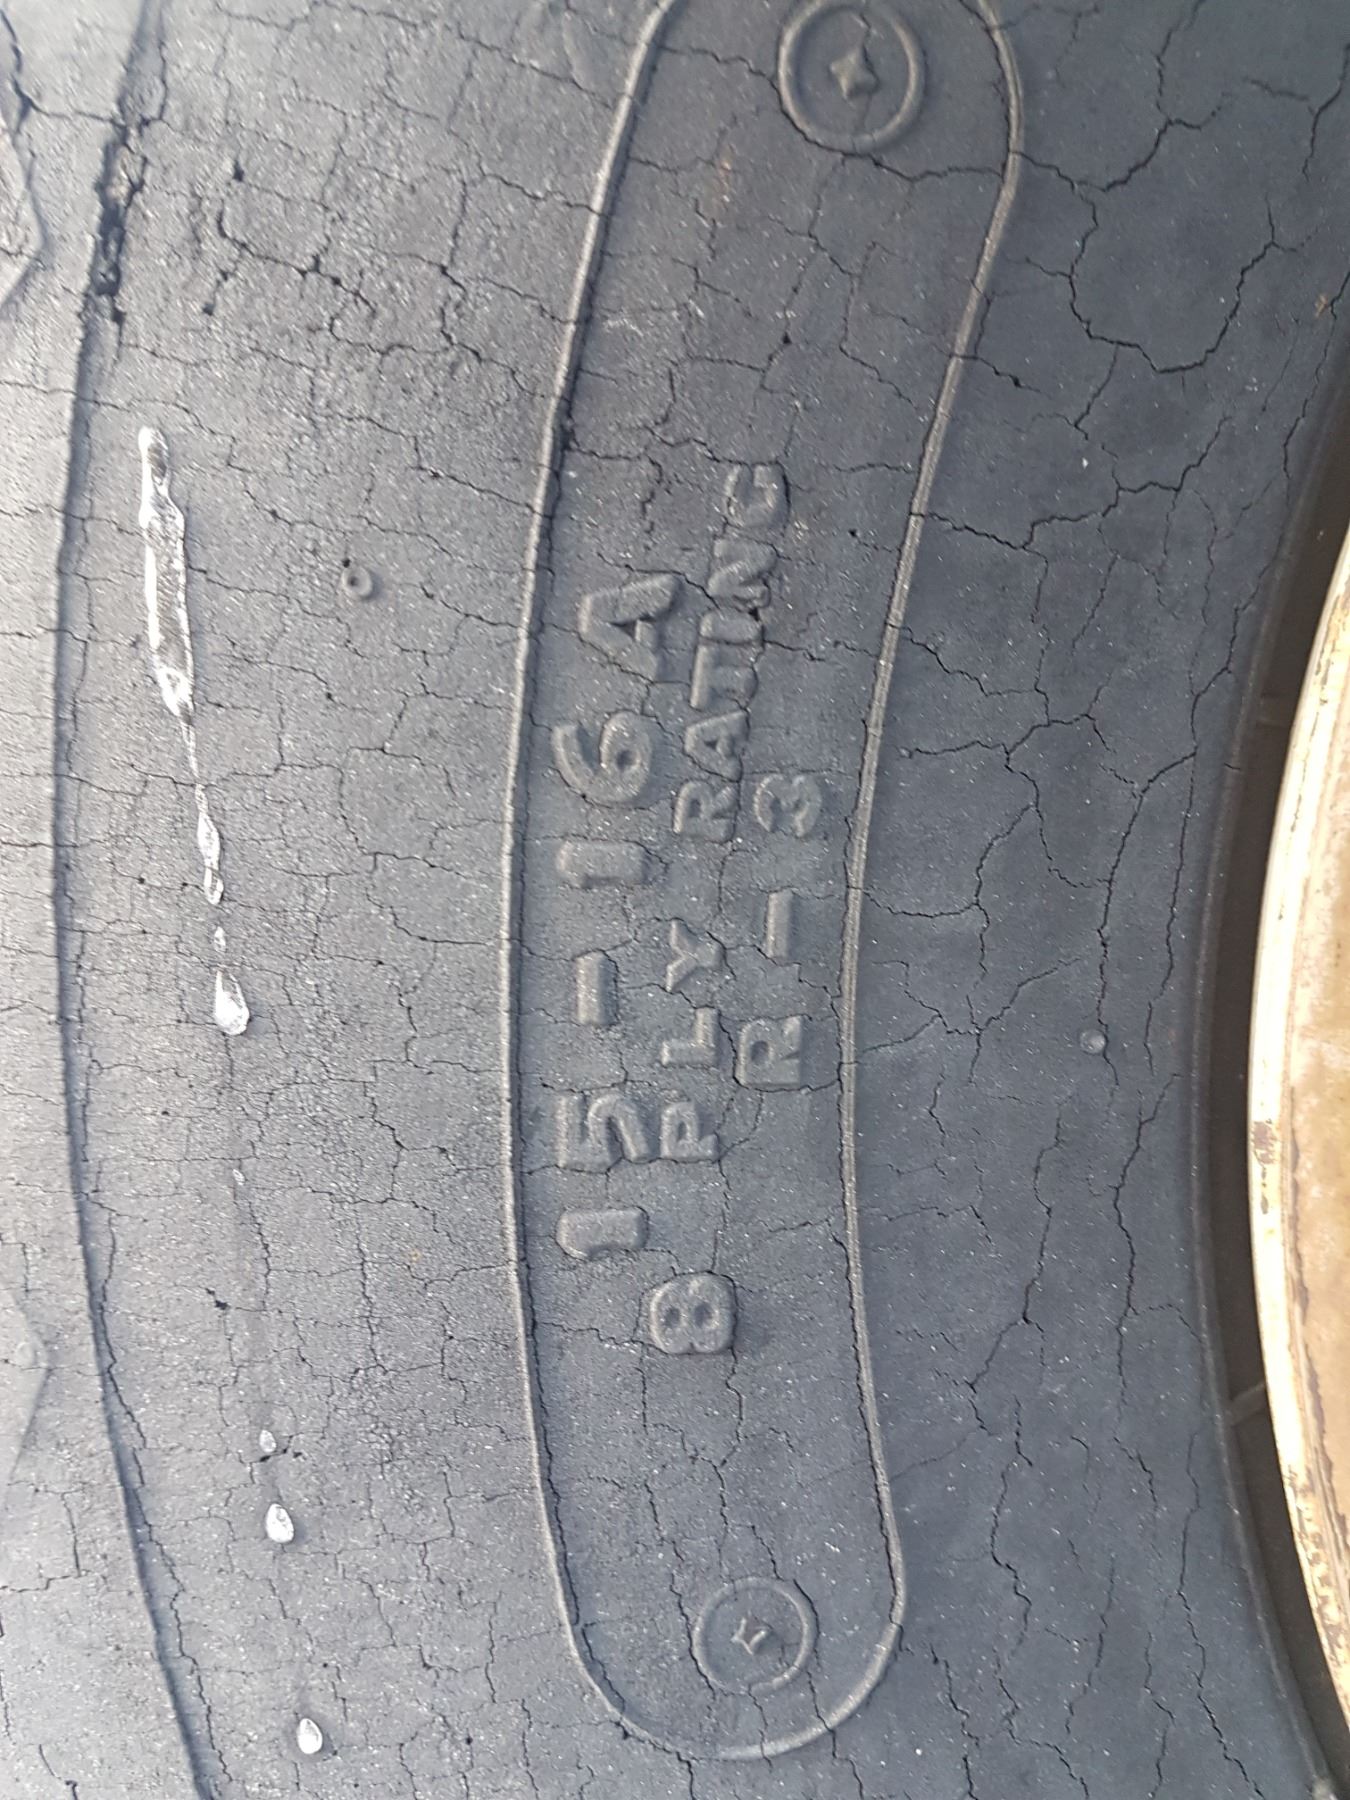 15-16A
8 PLY RATING
R-3